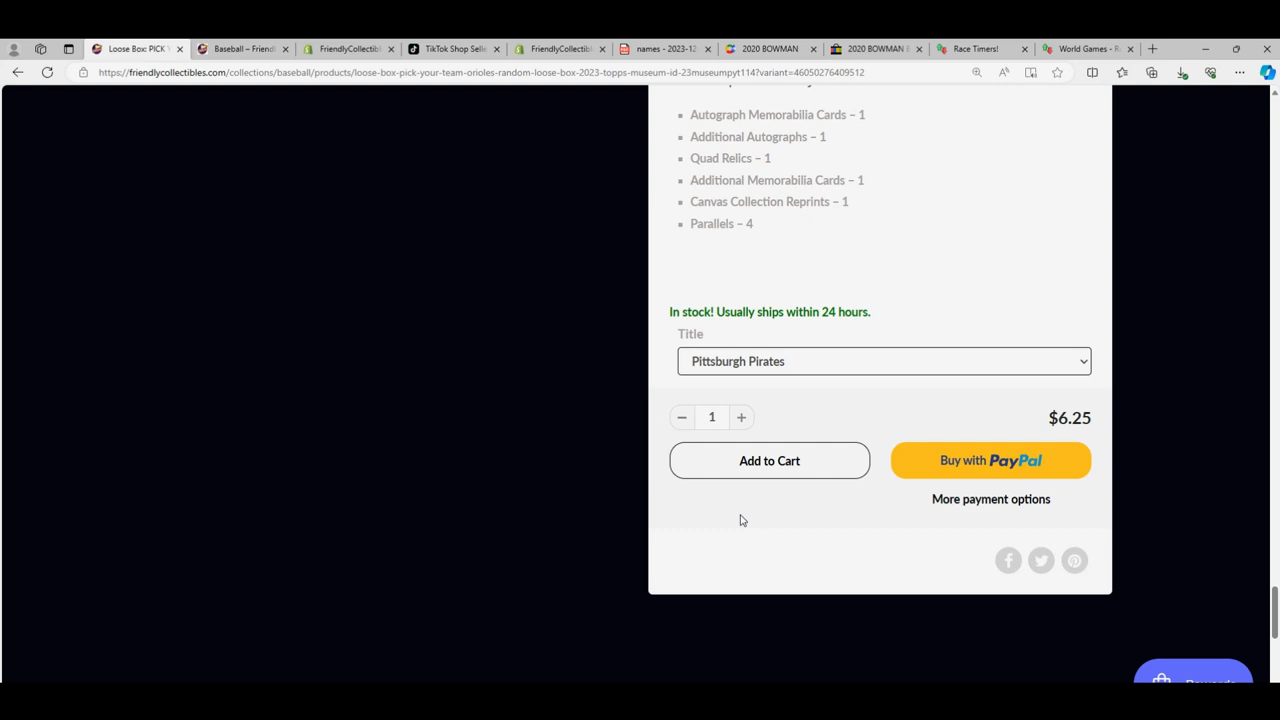 Loose Box: PICK Y
Baseball – Friend
FriendlyCollectibl
TikTok Shop Selle
FriendlyCollectib
names - 2023-12
2020 BOWMAN
2020 BOWMAN E
Race Timers!
World Games - R
https://friendlycollectibles.com/collections/baseball/products/loose-box-pick-your-team-orioles-random-loose-box-2023-topps-museum-id-23museumpyt114?variant=46050276409512
Autograph Memorabilia Cards – 1
Additional Autographs – 1
Quad Relics – 1
Additional Memorabilia Cards – 1
Canvas Collection Reprints – 1
Parallels – 4
In stock! Usually ships within 24 hours.
Title
Pittsburgh Pirates
1
$6.25
Add to Cart
Buy with PayPal
More payment options
Rewards